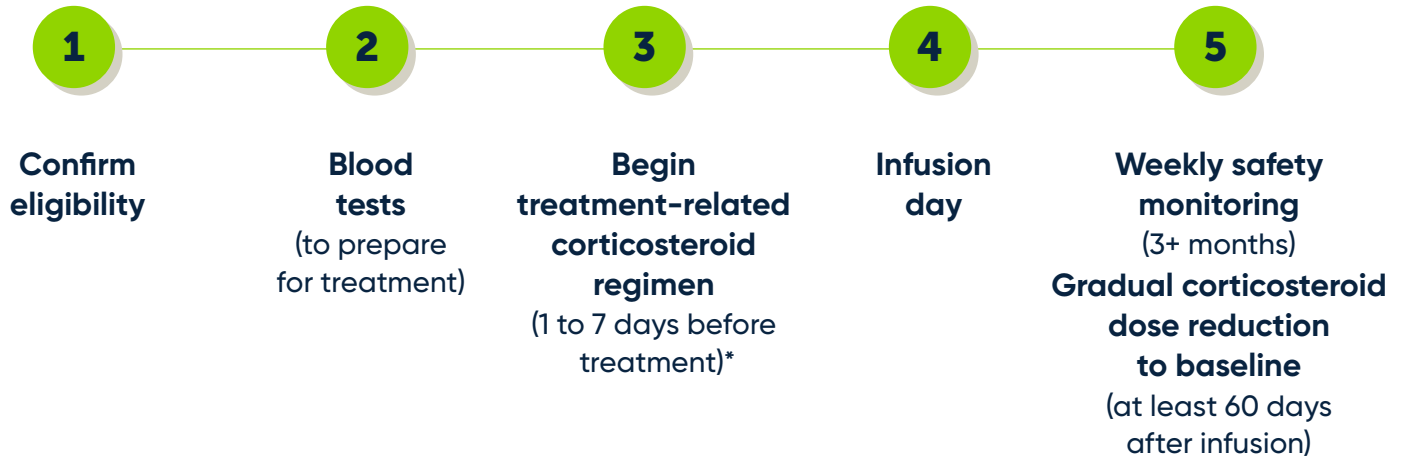 1
2
3
4
5
Confirm
eligibility
Blood
tests
(to prepare
for treatment)
Begin
treatment-related
corticosteroid
regimen
(1 to 7 days before
treatment)*
Infusion
day
Weekly safety
monitoring
(3+ months)
Gradual corticosteroid
dose reduction
to baseline
(at least 60 days
after infusion)